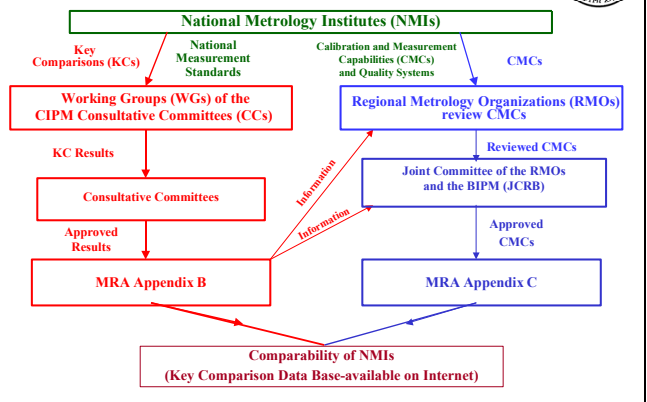 National Metrology Institutes (NMIs)
Key
Comparisons (KCs)
National
Measurement
Standards
Calibration and Measurement
Capabilities (CMCs)
and Quality Systems
CMCs
Working Groups (WGs) of the
CIPM Consultative Committees (CCs)
Regional Metrology Organizations (RMOs)
review CMCs
KC Results
Reviewed CMCs
Information
Joint Committee of the RMOs
and the BIPM (JCRB)
Consultative Committees
Information
Approved
Results
Approved
CMCs
MRA Appendix B
MRA Appendix C
Comparability of NMIs
(Key Comparison Data Base-available on Internet)